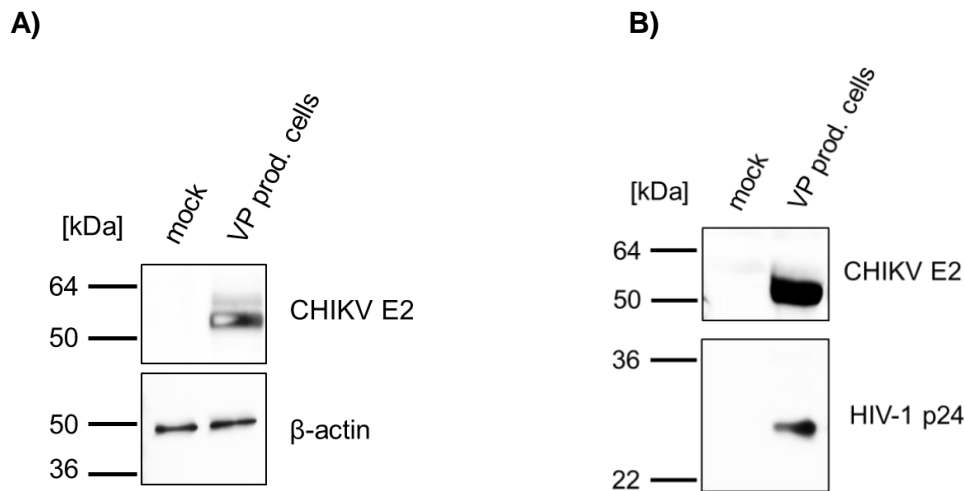 A)
mock
VP prod. cells
[kDa]
64
50
CHIKV E2
50
36
β-actin
B)
mock
VP prod. cells
[kDa]
64
50
CHIKV E2
36
22
HIV-1 p24